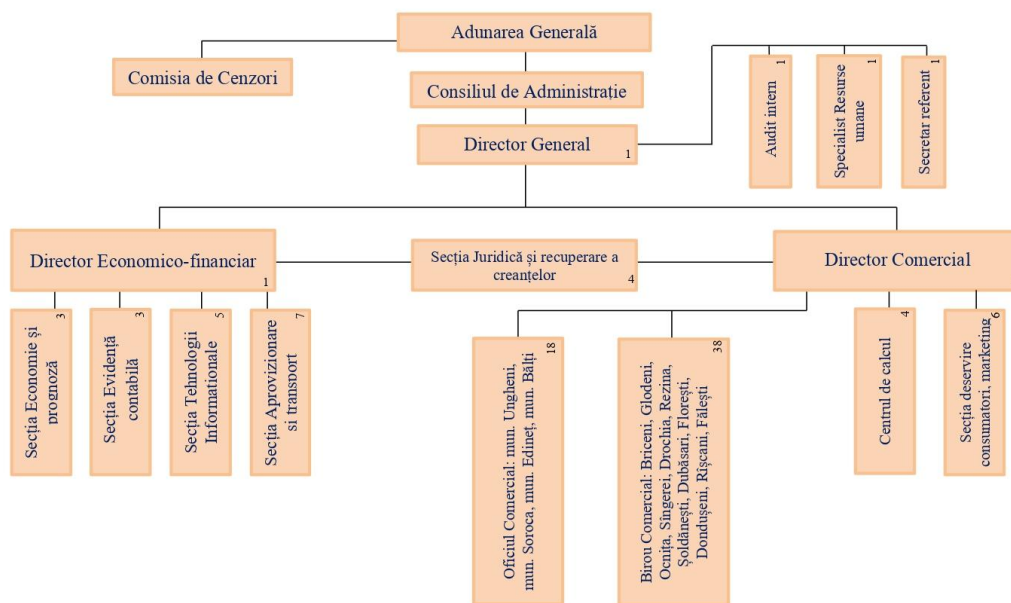 Adunarea Generală
Comisia de Cenzori
Consiliul de Administrație
Director General
1
Audit intern
1
Specialist Resurse
umane
1
Secretar referent
1
Director Economico-financiar
1
Secția Juridică și recuperare a
creanțelor
4
Director Comercial
Secția Economie și
prognoză
3
Secția Evidență
contabilă
3
Secția Tehnologii
Informationale
5
Secția Aprovizionare
si transport
7
Oficiul Comercial: mun. Ungheni,
mun. Soroca, mun. Edineț, mun. Bălți
18
Birou Comercial: Briceni, Glodeni,
Ocnița, Sîngerei, Drochia, Rezina,
Șoldănești, Dubăsari, Florești,
Dondușeni, Rîșcani, Fălești
38
Centrul de calcul
4
Secția deservire
consumatori, marketing
6